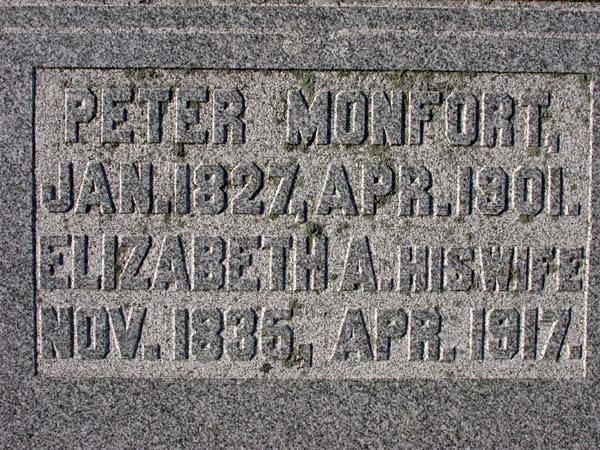 PETER MONFORT,
JAN. 1827, APR. 1901.
ELIZABETH A. HIS WIFE
NOV. 1835, APR. 1917.